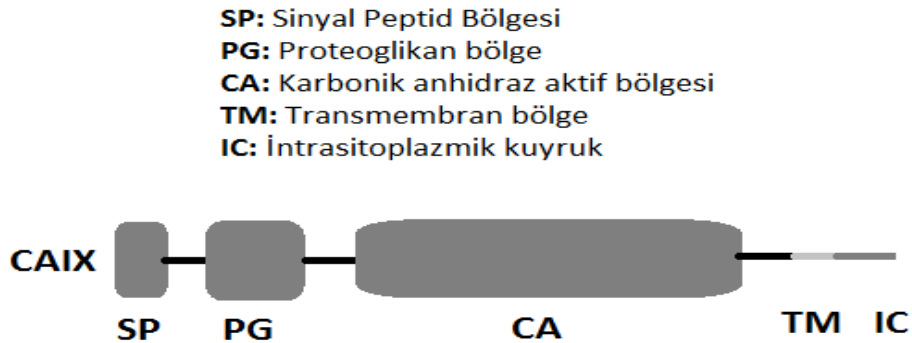 SP: Sinyal Peptid Bölgesi
PG: Proteoglikan bölge
CA: Karbonik anhidraz aktif bölgesi
TM: Transmembran bölge
IC: İntrasitoplazmik kuyruk
CAIX
SP PG CA TM IC